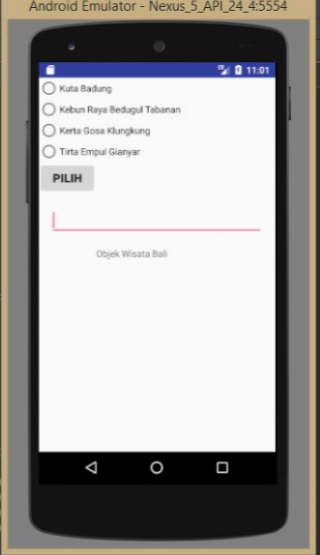 Android Emulator - Nexus_5_API_24_4:5554
11:01
Kuta Badung
Kebun Raya Bedugul Tabanan
Kerta Gosa Klungkung
Tirta Empul Gianyar
PILIH
Objek Wisata Bali